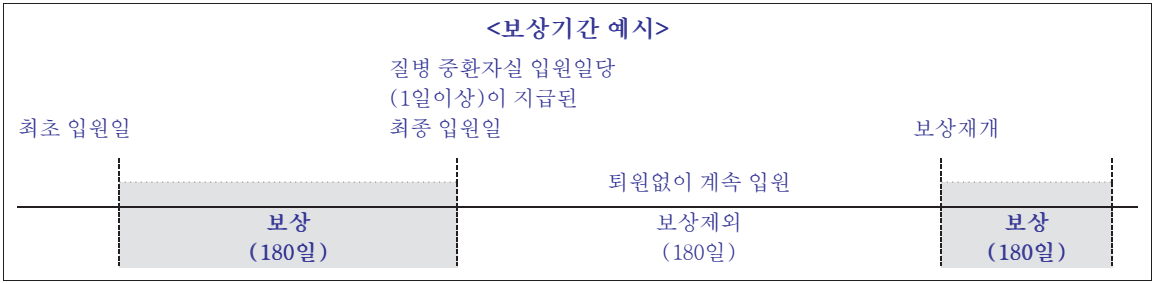 <보상기간 예시>
질병 중환자실 입원일당
(1일이상)이 지급된
최초 입원일
최종 입원일
보상재개
퇴원없이 계속 입원
보상
(180일)
보상제외
(180일)
보상
(180일)